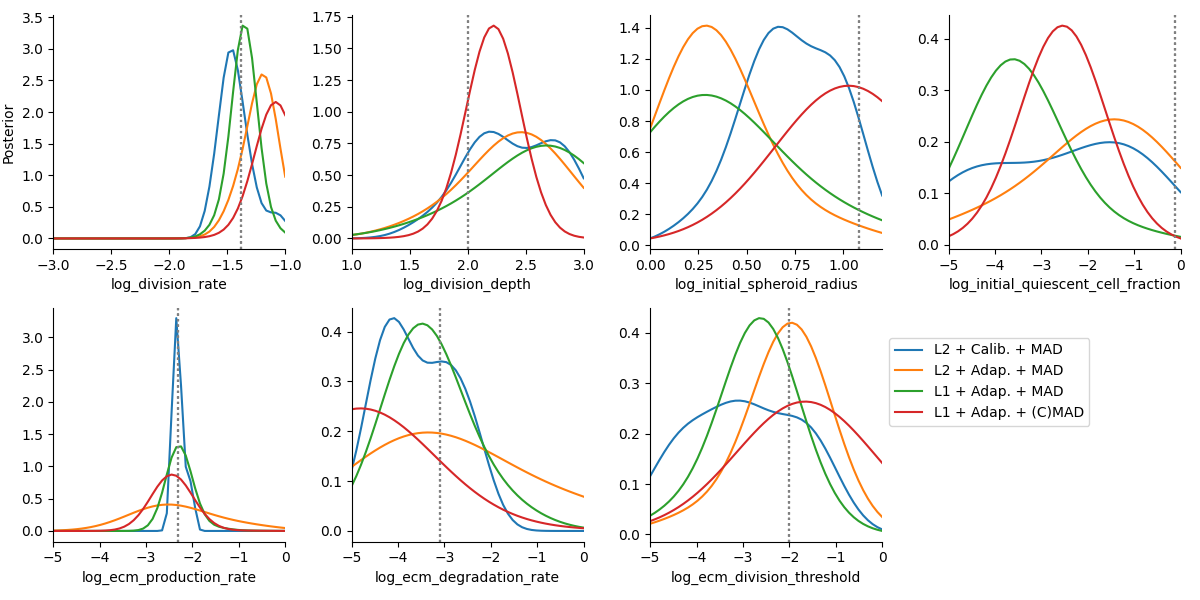 Posterior
3.5
3.0
2.5
2.0
1.5
1.0
0.5
0.0
−3.0 −2.5 −2.0 −1.5 −1.0
log_division_rate
1.75
1.50
1.25
1.00
0.75
0.50
0.25
0.00
1.0 1.5 2.0 2.5 3.0
log_division_depth
1.4
1.2
1.0
0.8
0.6
0.4
0.2
0.0
0.00 0.25 0.50 0.75 1.00
log_initial_spheroid_radius
0.4
0.3
0.2
0.1
0.0
−5 −4 −3 −2 −1 0
log_initial_quiescent_cell_fraction
3.0
2.5
2.0
1.5
1.0
0.5
0.0
−5 −4 −3 −2 −1 0
log_ecm_production_rate
0.4
0.3
0.2
0.1
0.0
−5 −4 −3 −2 −1 0
log_ecm_degradation_rate
0.4
0.3
0.2
0.1
0.0
−5 −4 −3 −2 −1 0
log_ecm_division_threshold
L2 + Calib. + MAD
L2 + Adap. + MAD
L1 + Adap. + MAD
L1 + Adap. + (C)MAD